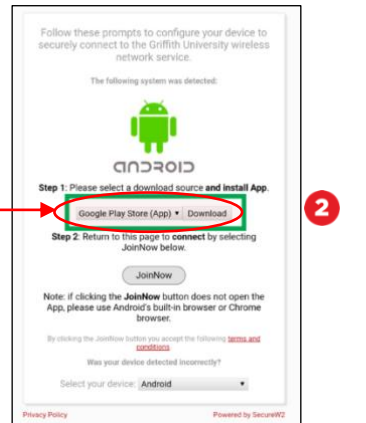 Follow these prompts to configure your device to
securely connect to the Griffith University wireless
network service.
The following system was detected:
ANDROID
Step 1: Please select a download source and install App.
Google Play Store (App) ▾ Download
2
Step 2: Return to this page to connect by selecting
JoinNow below.
JoinNow
Note: if clicking the JoinNow button does not open the
App, please use Android's built-in browser or Chrome
browser.
By clicking the JoinNow button you accept the following terms and
conditions
Was your device detected incorrectly?
Select your device: Android ▾
Privacy Policy Powered by SecureW2